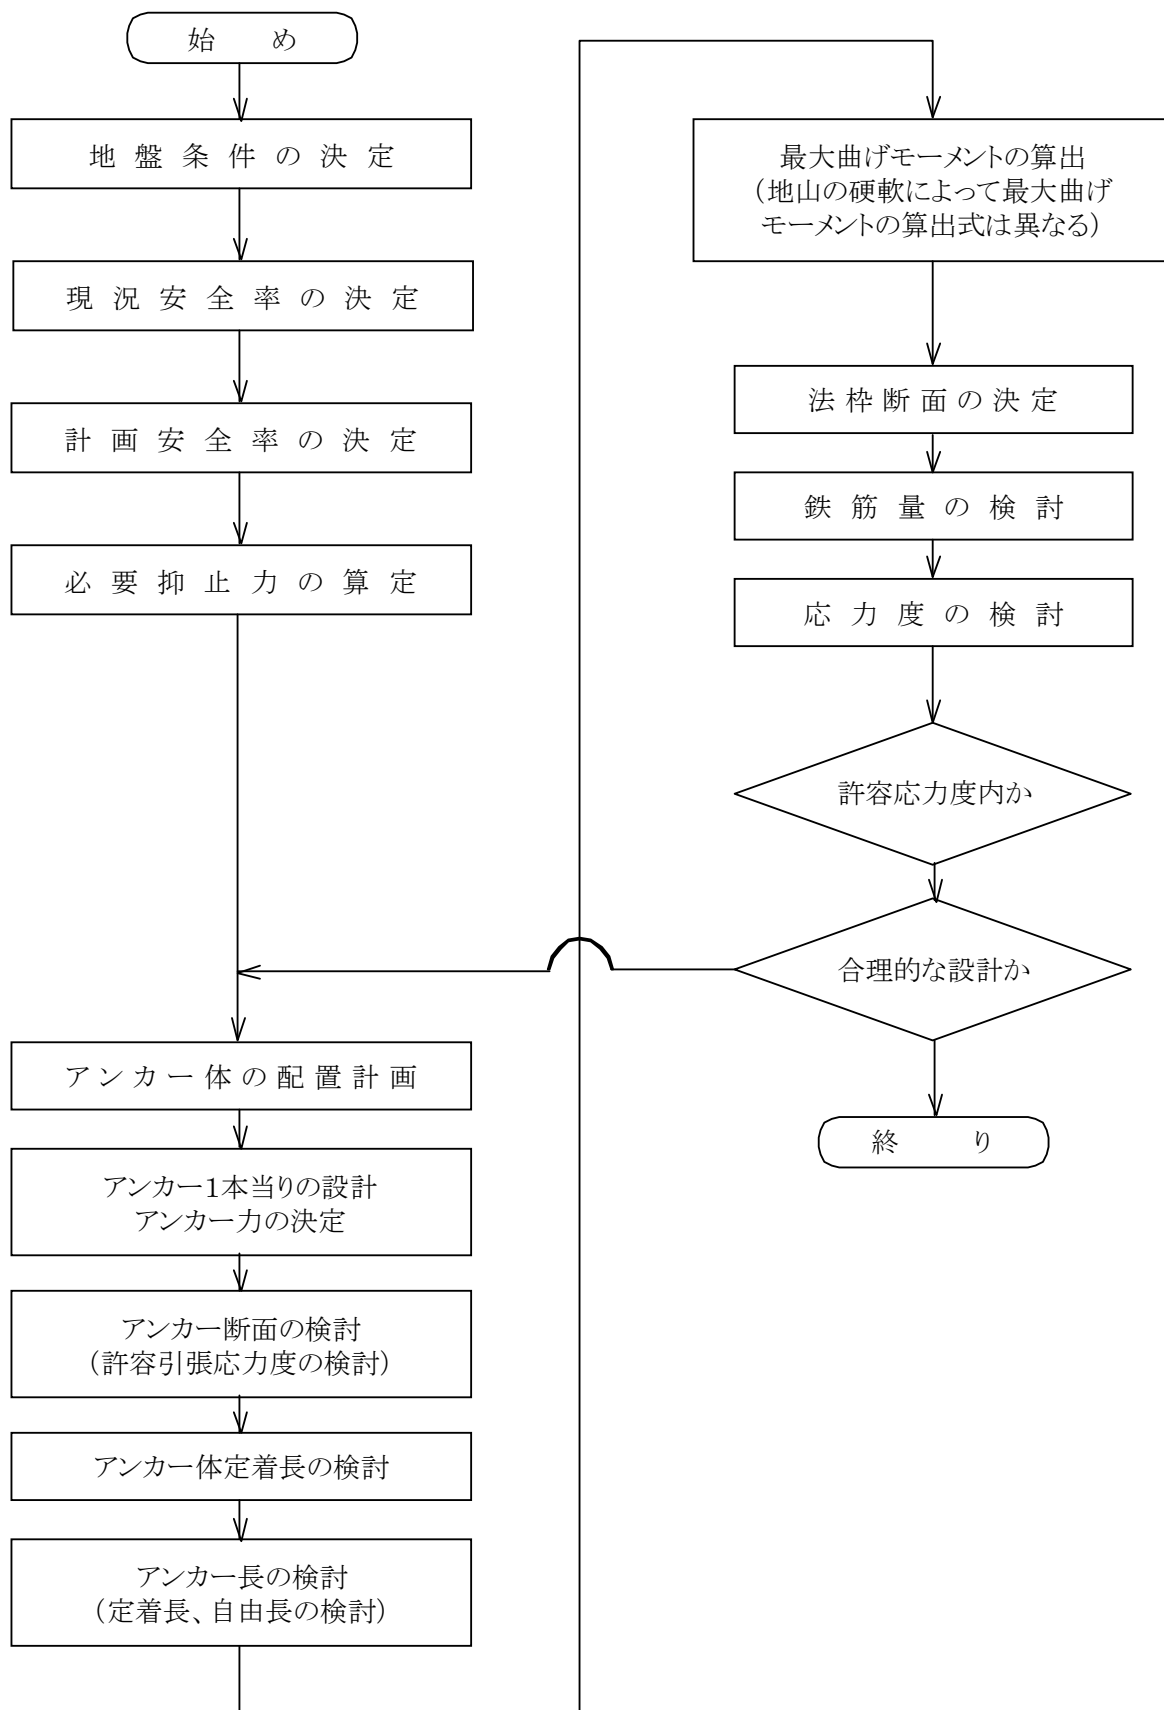 始　め
地盤条件の決定
現況安全率の決定
計画安全率の決定
必要抑止力の算定
アンカー体の配置計画
アンカー1本当りの設計
アンカー力の決定
アンカー断面の検討
(許容引張応力度の検討)
アンカー体定着長の検討
アンカー長の検討
(定着長、自由長の検討)
最大曲げモーメントの算出
(地山の硬軟によって最大曲げ
モーメントの算出式は異なる)
法枠断面の決定
鉄筋量の検討
応力度の検討
許容応力度内か
合理的な設計か
終　り